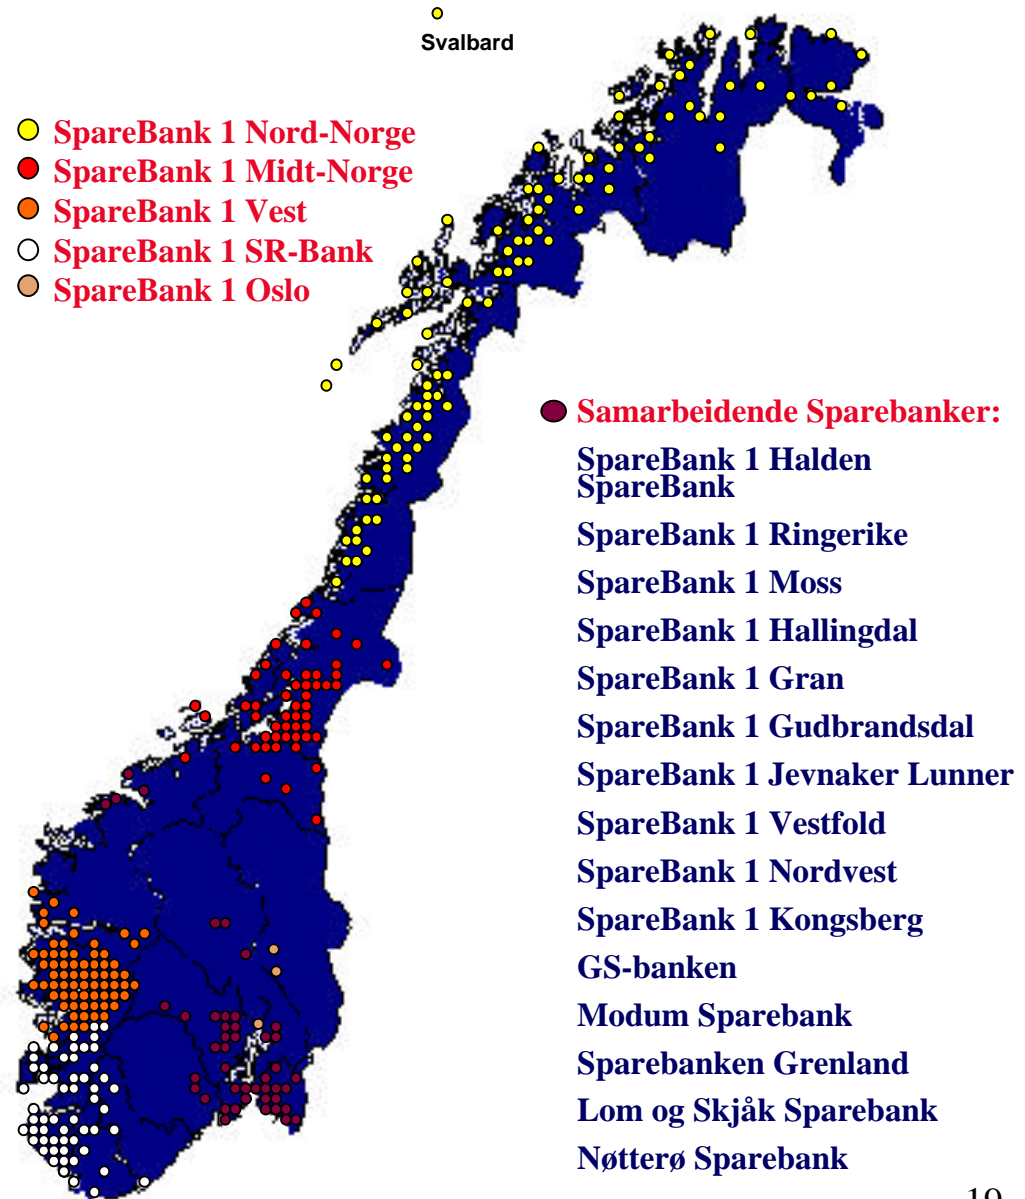 Svalbard
SpareBank 1 Nord-Norge
SpareBank 1 Midt-Norge
SpareBank 1 Vest
SpareBank 1 SR-Bank
SpareBank 1 Oslo
Samarbeidende Sparebanker:
SpareBank 1 Halden
SpareBank
SpareBank 1 Ringerike
SpareBank 1 Moss
SpareBank 1 Hallingdal
SpareBank 1 Gran
SpareBank 1 Gudbrandsdal
SpareBank 1 Jevnaker Lunner
SpareBank 1 Vestfold
SpareBank 1 Nordvest
SpareBank 1 Kongsberg
GS-banken
Modum Sparebank
Sparebanken Grenland
Lom og Skjåk Sparebank
Nøtterø Sparebank